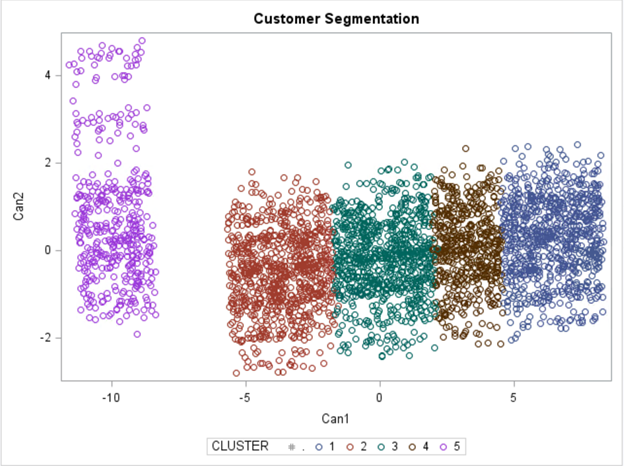 Customer Segmentation
4
2
0
-2
Can2
-10 -5 0 5
Can1
CLUSTER . 1 2 3 4 5